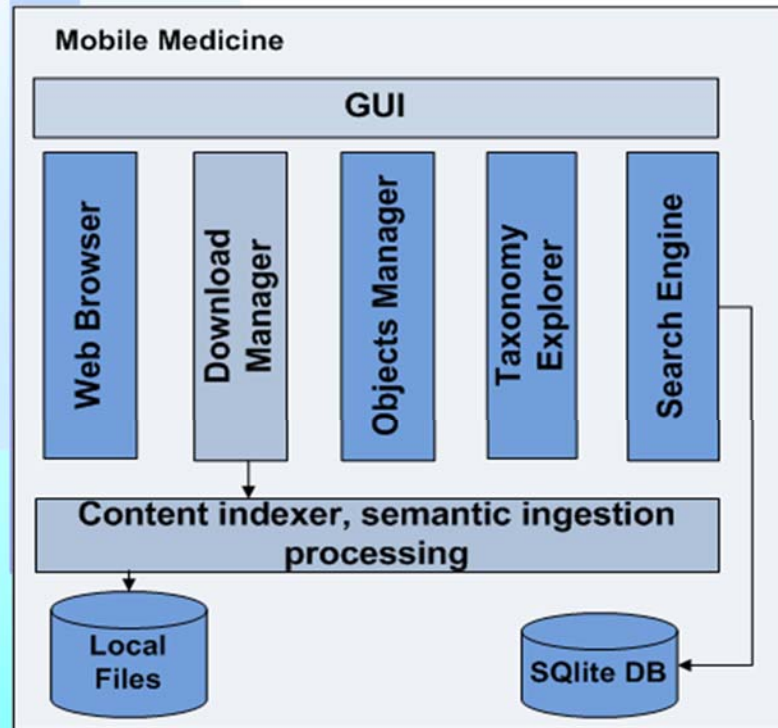 Mobile Medicine
GUI
Web Browser
Download
Manager
Objects Manager
Taxonomy
Explorer
Search Engine
Content indexer, semantic ingestion
processing
Local
Files
SQlite DB